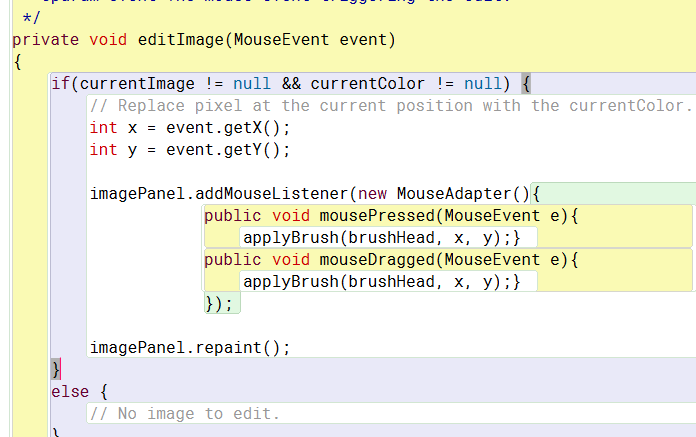 */
private void editImage(MouseEvent event)
{
if(currentImage != null && currentColor != null) {
// Replace pixel at the current position with the currentColor.
int x = event.getX();
int y = event.getY();
imagePanel.addMouseListener(new MouseAdapter(){
public void mousePressed(MouseEvent e){
applyBrush(brushHead, x, y);}
public void mouseDragged(MouseEvent e){
applyBrush(brushHead, x, y);}
});
imagePanel.repaint();
}
else {
// No image to edit.
}